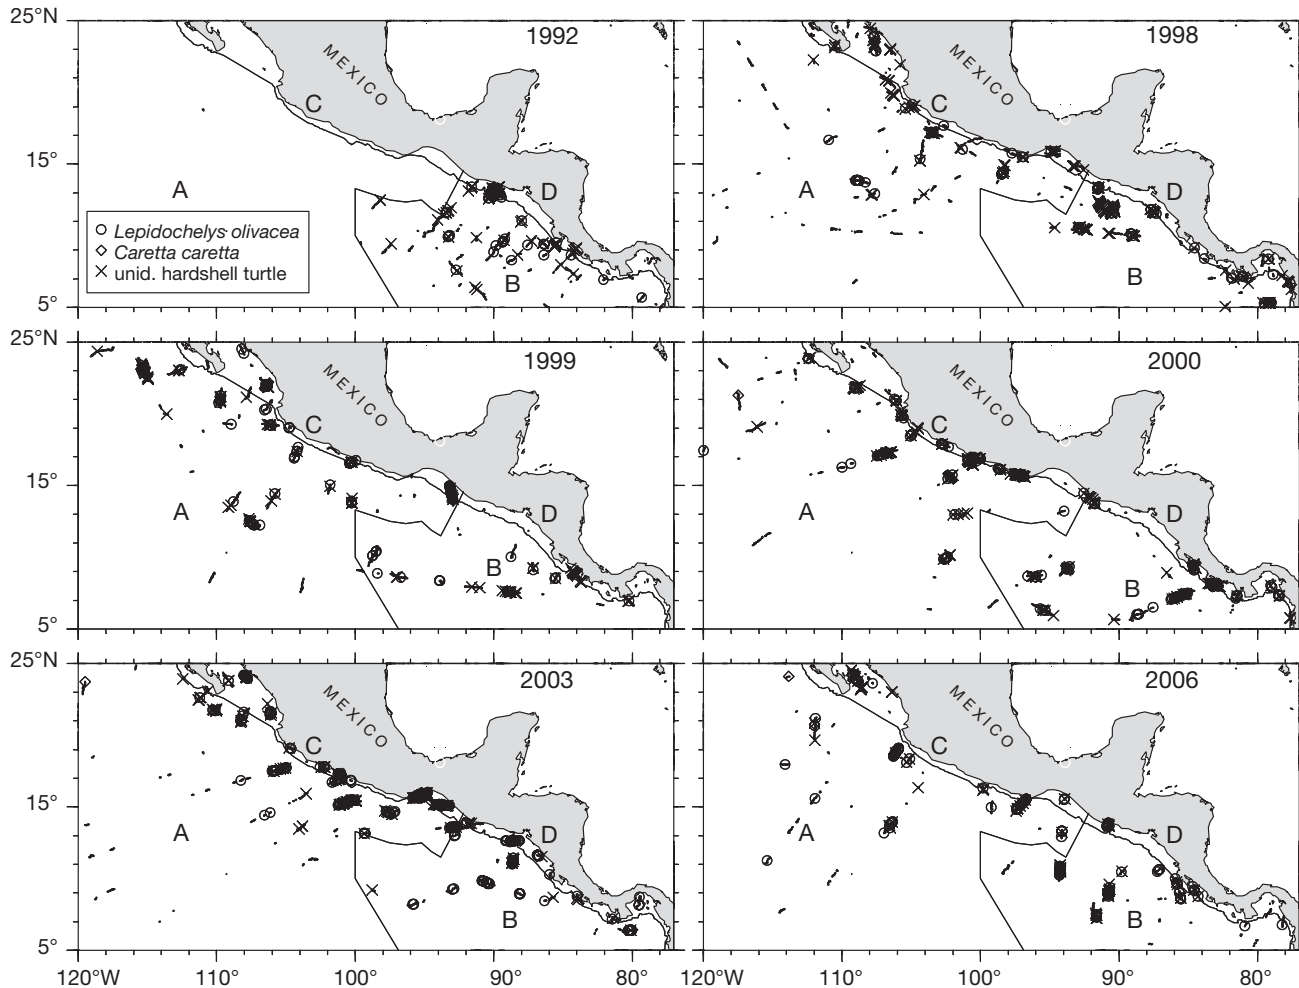 25°N
1992
1998
MEXICO
MEXICO
C
C
15°
A
D
A
D
Lepidochelys olivacea
Caretta caretta
unid. hardshell turtle
B
B
5°
25°N
1999
2000
MEXICO
MEXICO
C
C
15°
A
D
A
D
B
B
5°
25°N
2003
2006
MEXICO
MEXICO
C
C
15°
A
D
A
D
B
B
5°
120°W 110° 100° 90° 80° 120°W 110° 100° 90° 80°